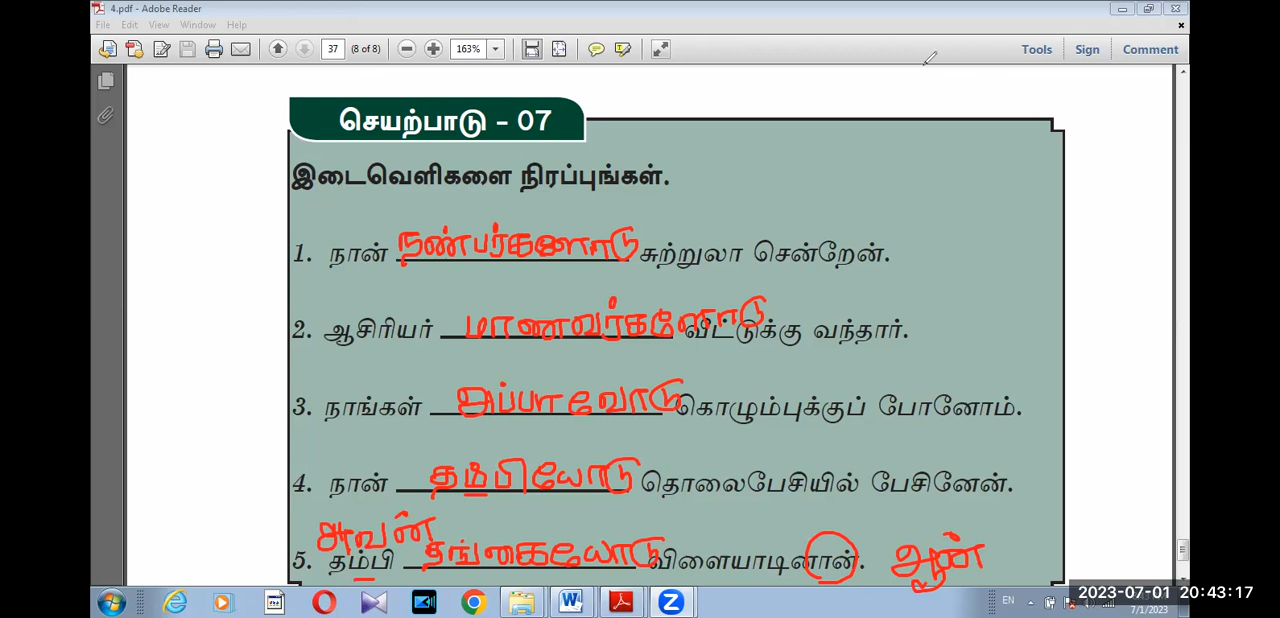 4.pdf - Adobe Reader
File Edit View Window Help
37 (8 of 8) 163% Tools Sign Comment
செயற்பாடு - 07
இடைவெளிகளை நிரப்புங்கள்.
1. நான் நண்பர்களோடு சுற்றுலா சென்றேன்.
2. ஆசிரியர் மாணவர்களோடு வீட்டுக்கு வந்தார்.
3. நாங்கள் அப்பாவோடு கொழும்புக்குப் போனோம்.
4. நான் தம்பியோடு தொலைபேசியில் பேசினேன்.
அவன்
5. தம்பி தங்கையோடு விளையாடினான். ஆன்
EN 2023-07-01 20:43:17
7/1/2023